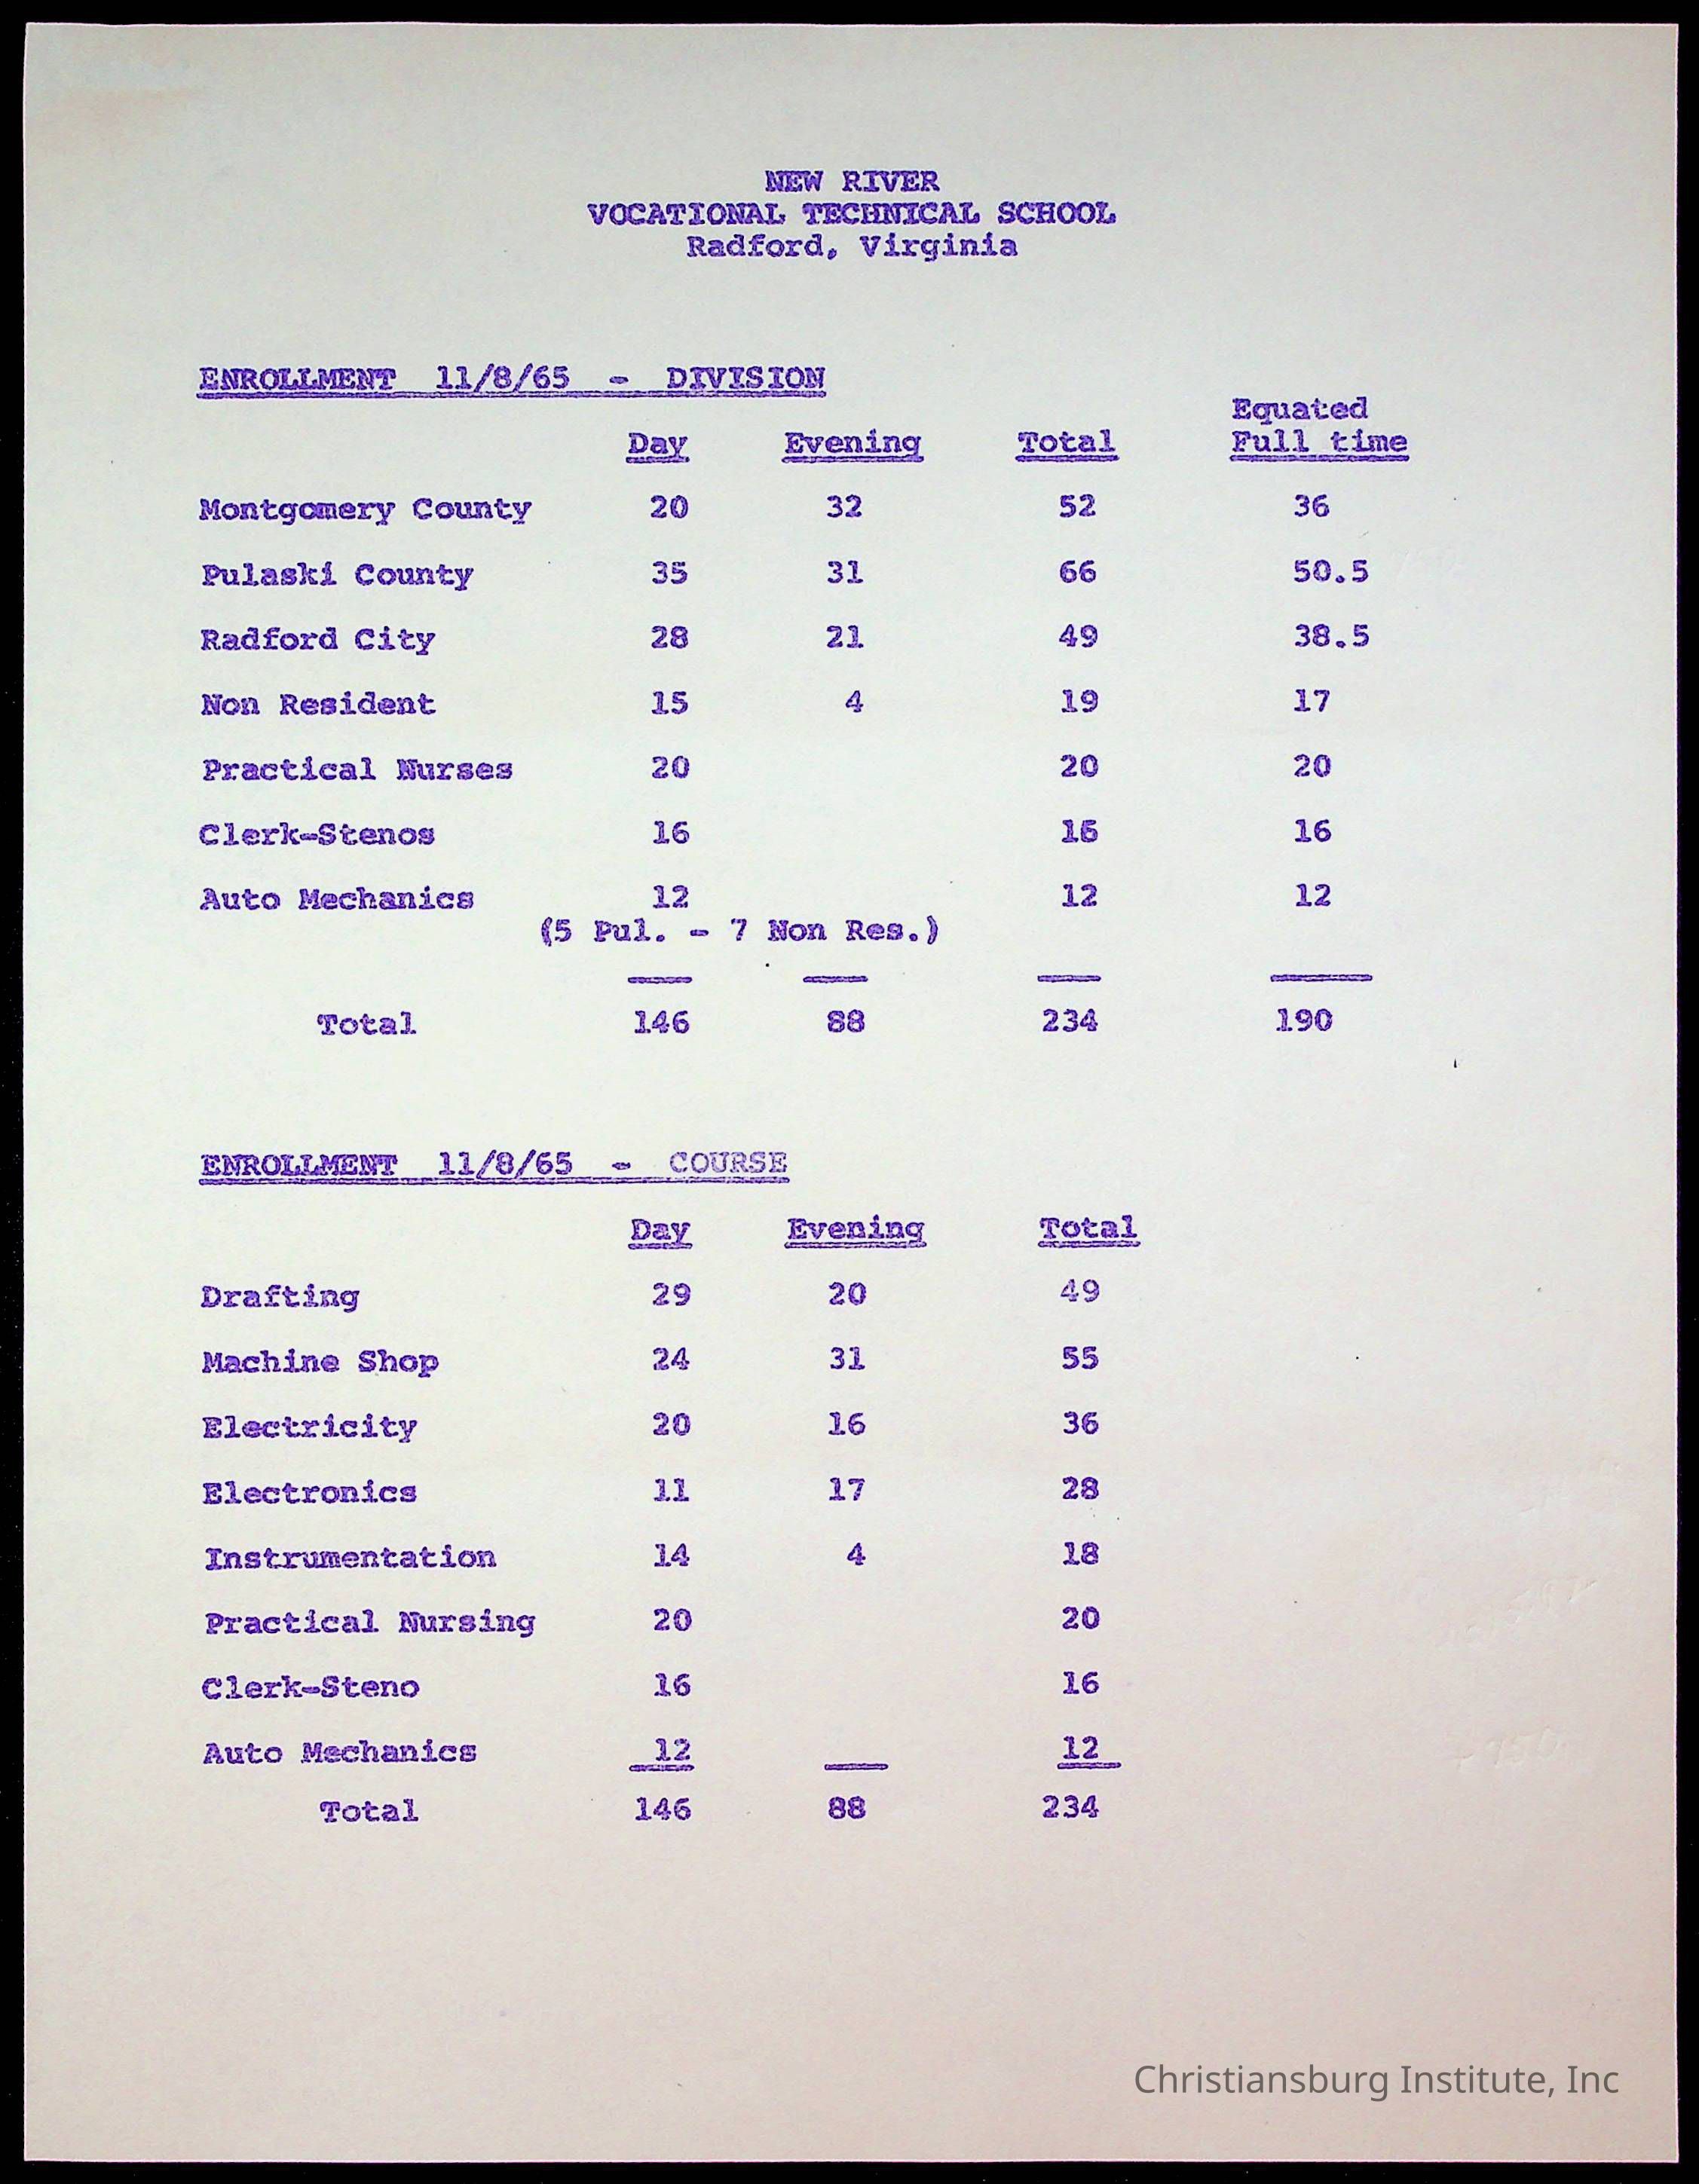 NEW RIVER
VOCATIONAL TECHNICAL SCHOOL
Radford, Virginia
ENROLLMENT 11/8/65 - DIVISION
Equated
Day Evening Total Full time
Montgomery County 20 32 52 36
Pulaski County 35 31 66 50.5
Radford City 28 21 49 38.5
Non Resident 15 4 19 17
Practical Nurses 20 20 20
Clerk-Stenos 16 16 16
Auto Mechanics 12 12 12
(5 Pul. - 7 Non Res.)
Total 146 88 234 190
ENROLLMENT 11/8/65 - COURSE
Day Evening Total
Drafting 29 20 49
Machine Shop 24 31 55
Electricity 20 16 36
Electronics 11 17 28
Instrumentation 14 4 18
Practical Nursing 20 20
Clerk-Steno 16 16
Auto Mechanics 12 12
Total 146 88 234
Christiansburg Institute, Inc